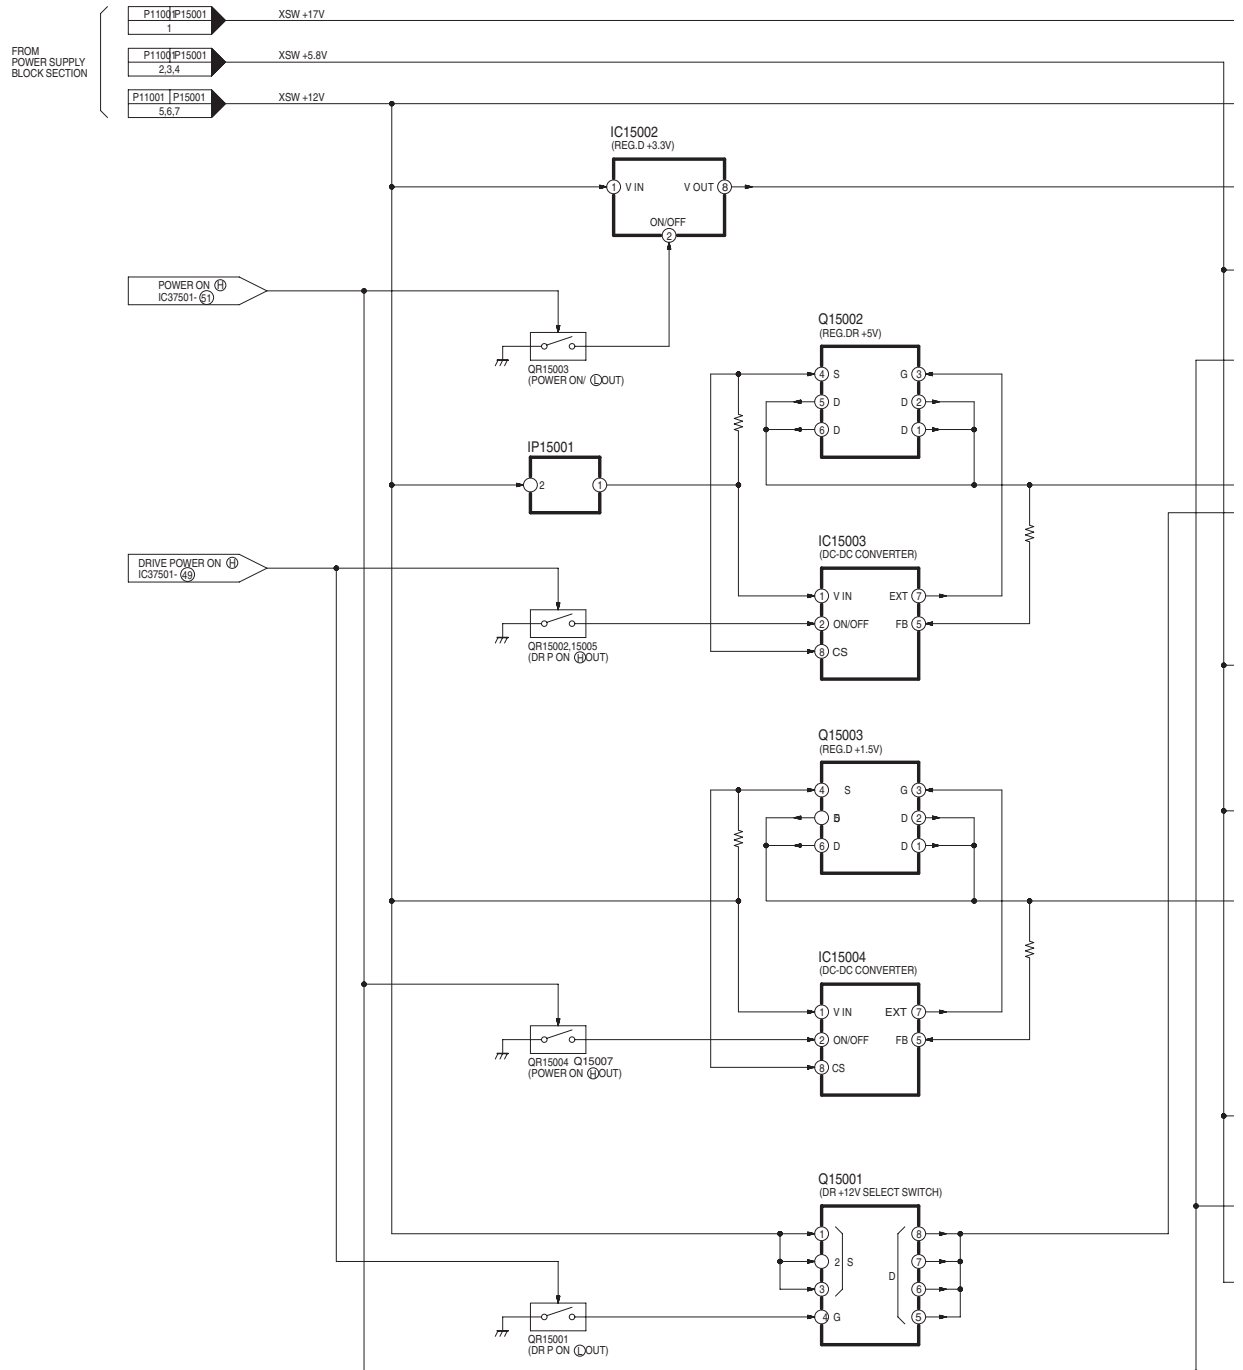 P11001 P15001
1
XSW +17V
FROM
POWER SUPPLY
BLOCK SECTION
P11001 P15001
2,3,4
XSW +5.8V
P11001 P15001
5,6,7
XSW +12V
IC15002
(REG.D +3.3V)
1 V IN V OUT 8
ON/OFF
2
POWER ON H
IC37501- 51
QR15003
(POWER ON/ L OUT)
Q15002
(REG.DR +5V)
4 S G 3
5 D D 2
6 D D 1
IP15001
2 1
DRIVE POWER ON H
IC37501- 49
QR15002,15005
(DR P ON H OUT)
IC15003
(DC-DC CONVERTER)
1 V IN EXT 7
2 ON/OFF FB 5
8 CS
Q15003
(REG.D +1.5V)
4 S G 3
5 D D 2
6 D D 1
IC15004
(DC-DC CONVERTER)
1 V IN EXT 7
2 ON/OFF FB 5
8 CS
QR15004 Q15007
(POWER ON H OUT)
Q15001
(DR +12V SELECT SWITCH)
1 8
2 S 7
D
3 6
4 G 5
QR15001
(DR P ON L OUT)